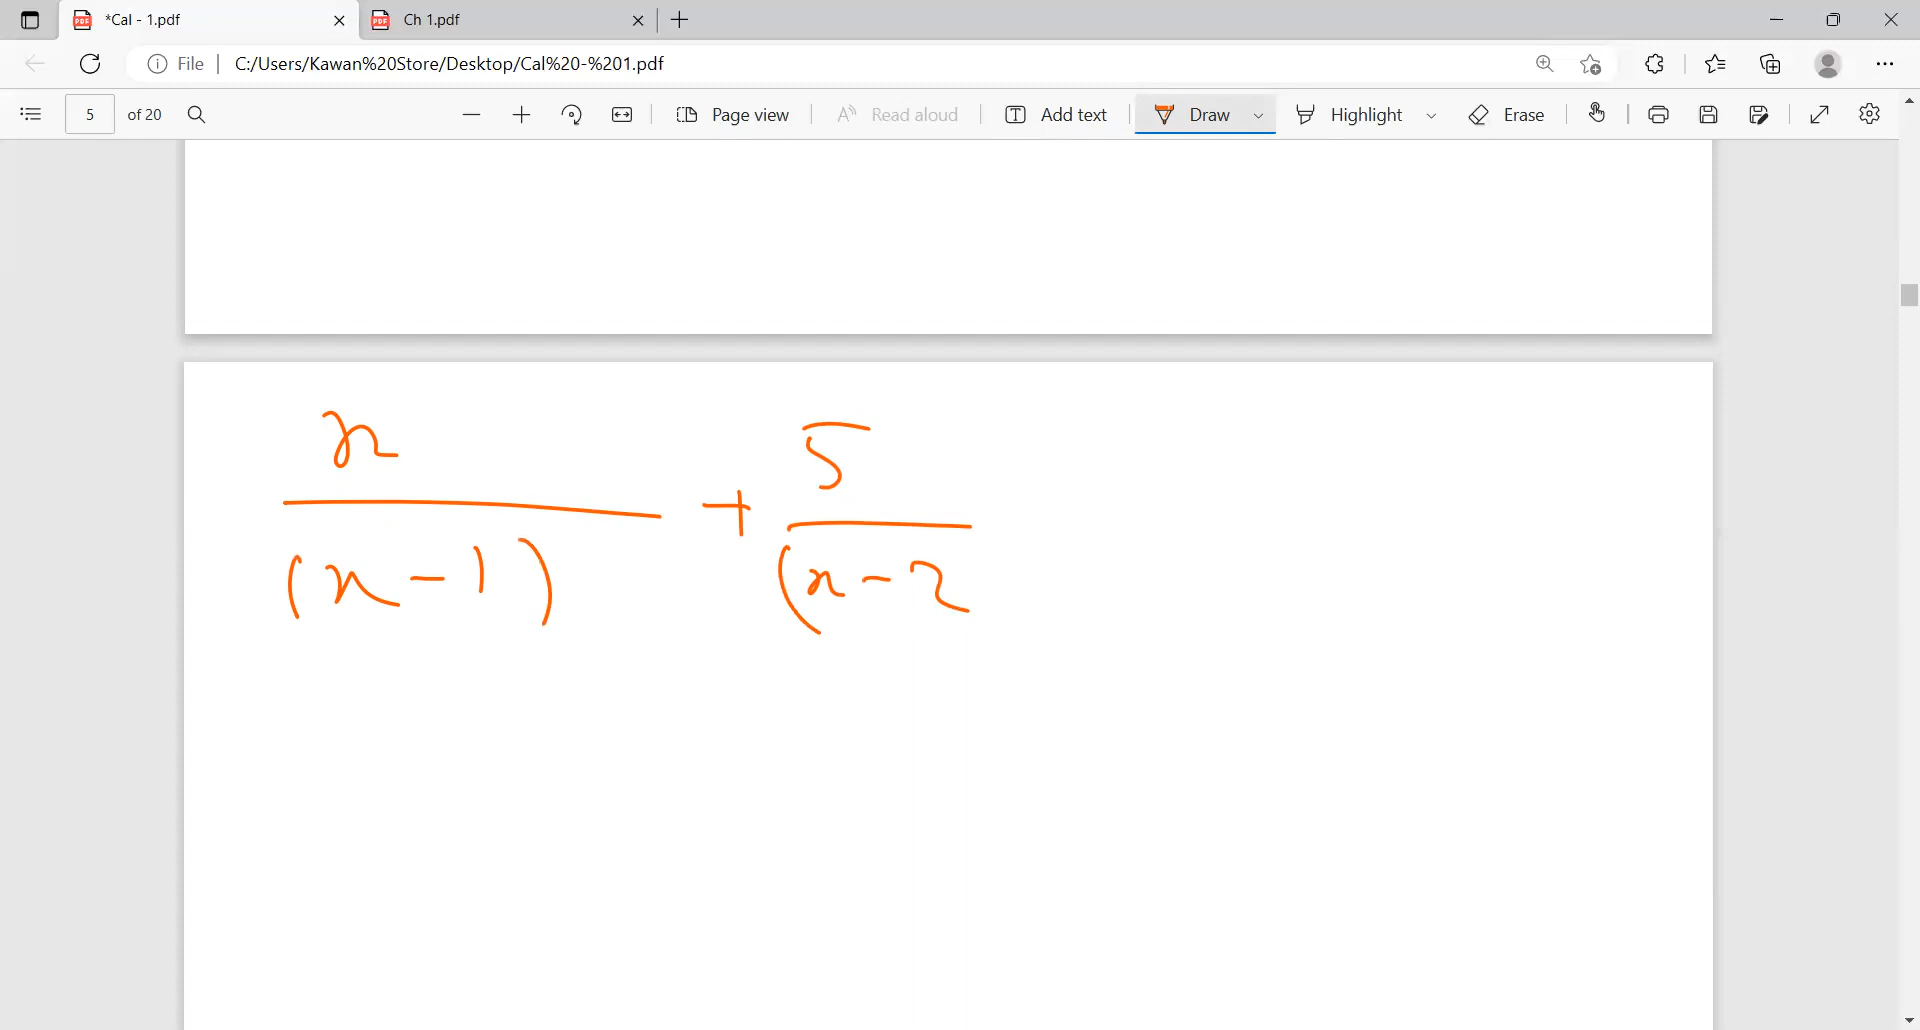 *Cal - 1.pdf
Ch 1.pdf
File C:/Users/Kawan%20Store/Desktop/Cal%20-%201.pdf
5 of 20 Page view Read aloud Add text Draw Highlight Erase
x/(x-1) + 5/(x-2